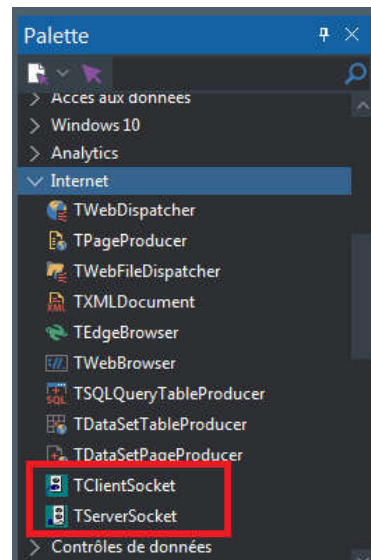 Palette
Accès aux données
Windows 10
Analytics
Internet
TWebDispatcher
TPageProducer
TWebFileDispatcher
TXMLDocument
TEdgeBrowser
TWebBrowser
TSQLQueryTableProducer
TDataSetTableProducer
TDataSetPageProducer
TClientSocket
TServerSocket
Contrôles de données